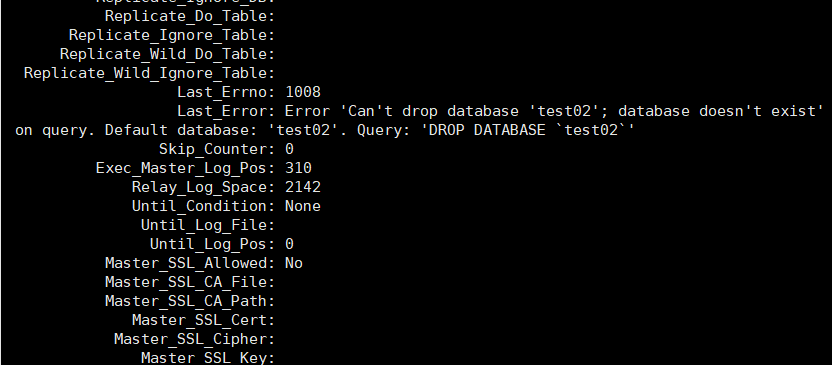 Replicate_Ignore_DB:
Replicate_Do_Table:
Replicate_Ignore_Table:
Replicate_Wild_Do_Table:
Replicate_Wild_Ignore_Table:
Last_Errno: 1008
Last_Error: Error 'Can't drop database 'test02'; database doesn't exist'
on query. Default database: 'test02'. Query: 'DROP DATABASE `test02`'
Skip_Counter: 0
Exec_Master_Log_Pos: 310
Relay_Log_Space: 2142
Until_Condition: None
Until_Log_File:
Until_Log_Pos: 0
Master_SSL_Allowed: No
Master_SSL_CA_File:
Master_SSL_CA_Path:
Master_SSL_Cert:
Master_SSL_Cipher:
Master_SSL_Key: